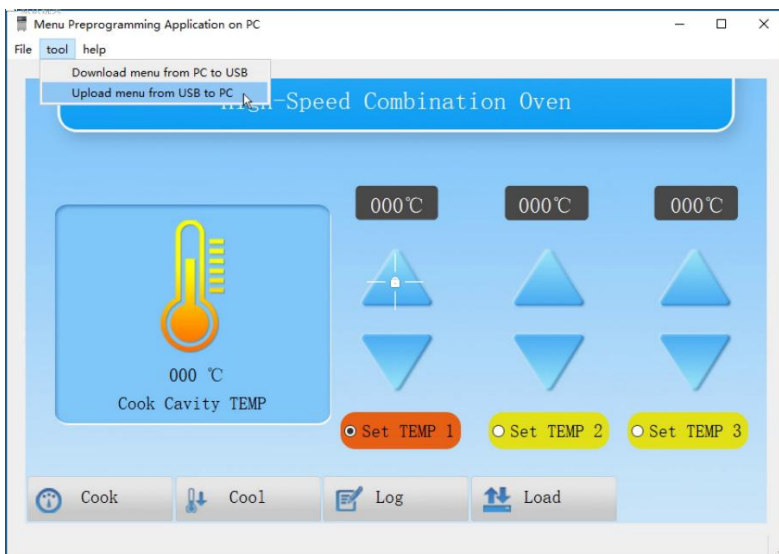 Menu Preprogramming Application on PC
File tool help
Download menu from PC to USB
Upload menu from USB to PC
-Speed Combination Oven
000℃ 000℃ 000℃
000 ℃
Cook Cavity TEMP
Set TEMP 1 Set TEMP 2 Set TEMP 3
Cook Cool Log Load